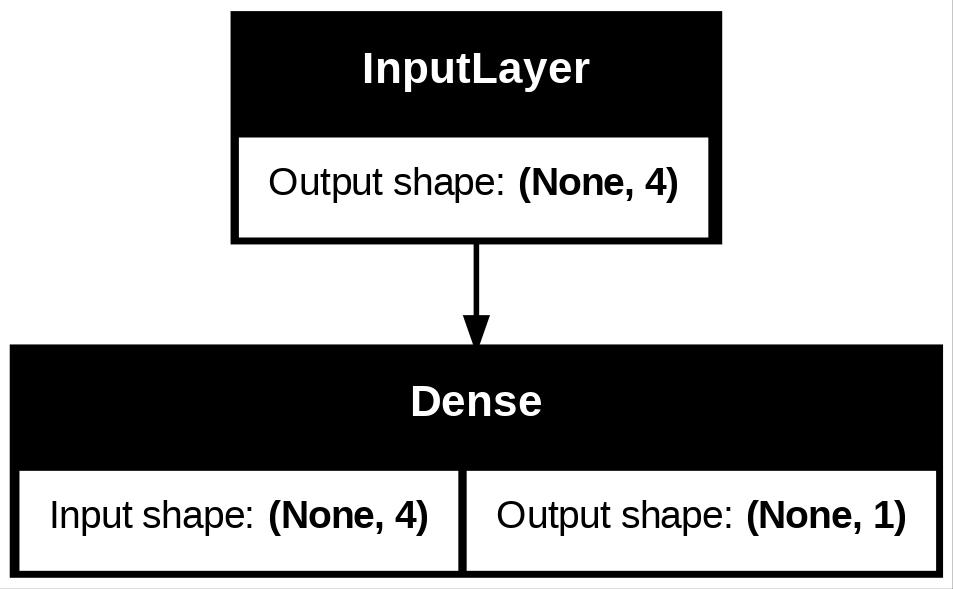 InputLayer
Output shape: (None, 4)
Dense
Input shape: (None, 4)
Output shape: (None, 1)